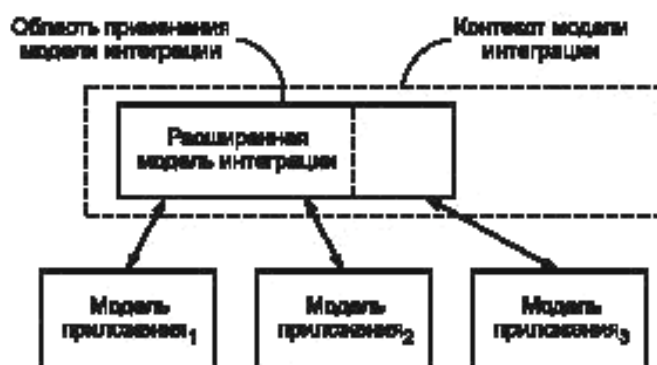 Область применения
модели интеграции
Контекст модели
интеграции
Расширенная
модель интеграции
Модель
приложения1
Модель
приложения2
Модель
приложения3